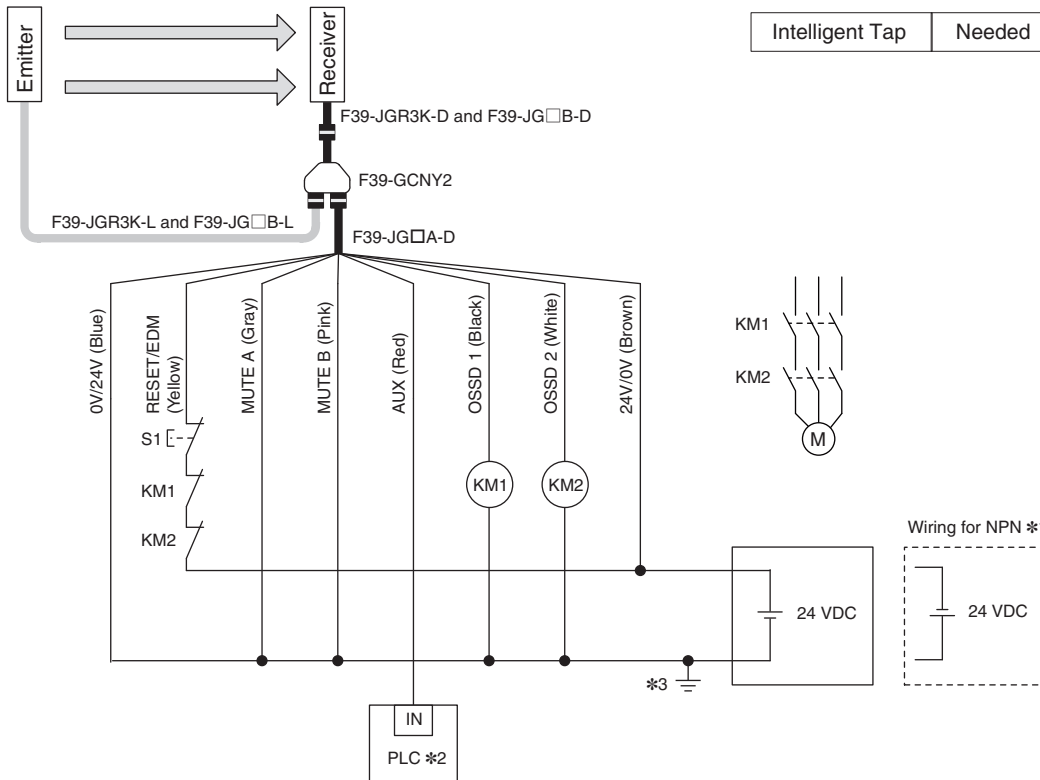 Emitter
Receiver
Intelligent Tap Needed
F39-JGR3K-D and F39-JG□B-D
F39-GCNY2
F39-JGR3K-L and F39-JG□B-L
F39-JG□A-D
0V/24V (Blue)
RESET/EDM
(Yellow)
MUTE A (Gray)
MUTE B (Pink)
AUX (Red)
OSSD 1 (Black)
OSSD 2 (White)
24V/0V (Brown)
KM1
KM2
M
S1
KM1
KM2
KM1
KM2
24 VDC
Wiring for NPN ✱
24 VDC
✱3
IN
PLC ✱2